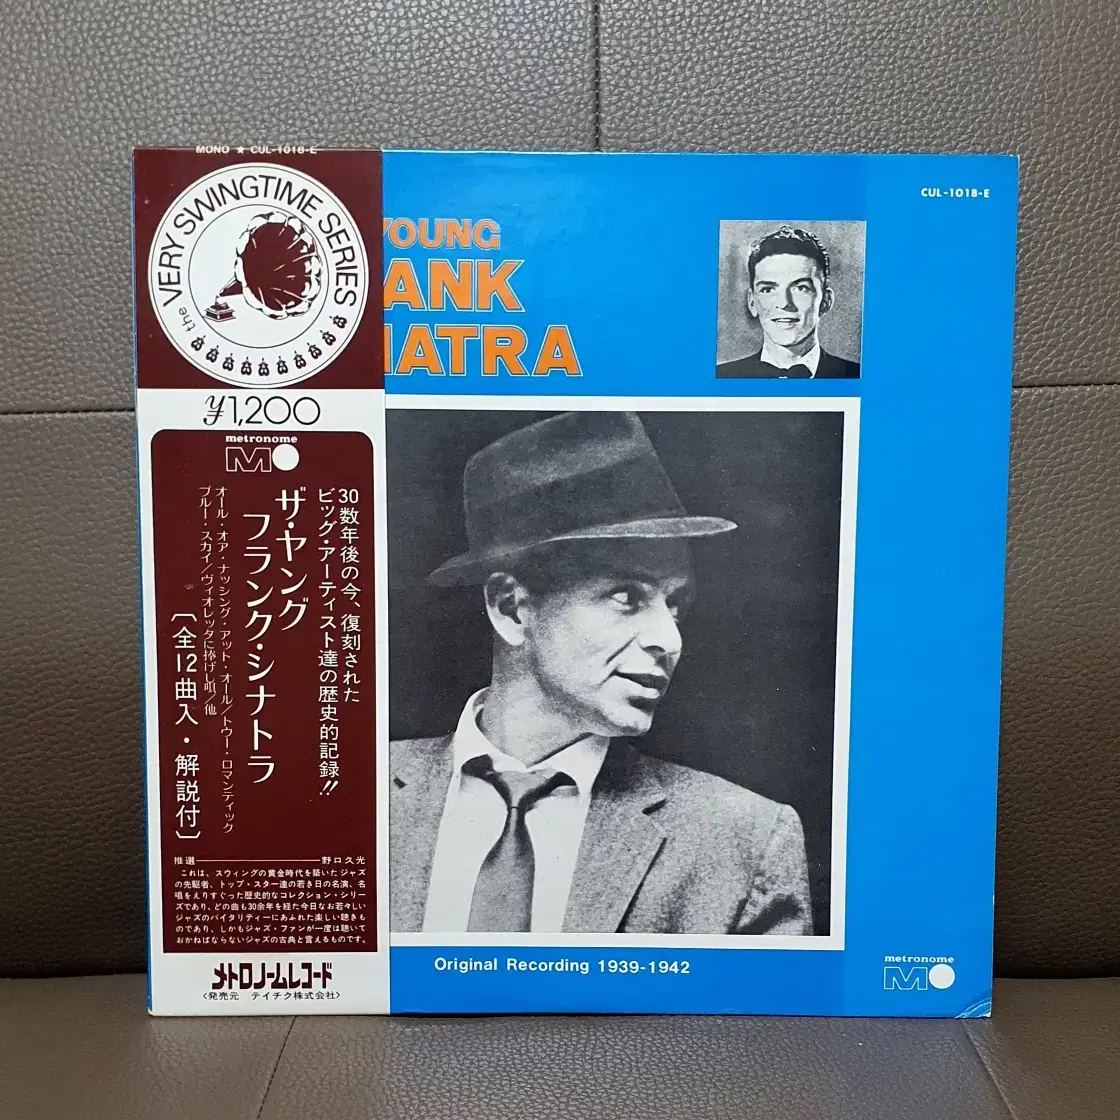 MONO ★ CUL-1018-E
the VERY SWINGTIME SERIES
¥1,200
metronome
30数年後の今、復刻された
ビッグ・アーティスト達の歴史的記録!!
ザ・ヤング
フランク・シナトラ
オール・オア・ナッシング・アット・オール／トゥー・ロマンティック
ブルー・スカイ／ヴィオレッタに捧げし唄／他
〔全12曲入・解説付〕
推選 野口久光
これは、スウィングの黄金時代を築いたジャズ
の先駆者、トップ・スター達の若き日の名演、名
唱をえりすぐった歴史的なコレクション・シリー
ズであり、どの曲も30余年を経た今日なお若々しい
ジャズのバイタリティーにあふれた楽しい聴きも
のであり、しかもジャズ・ファンが一度は聴いて
おかねばならないジャズの古典と言えるものです。
メトロノームレコード
〈発売元 テイチク株式会社〉
CUL-1018-E
YOUNG
ANK
ATRA
Original Recording 1939-1942
metronome